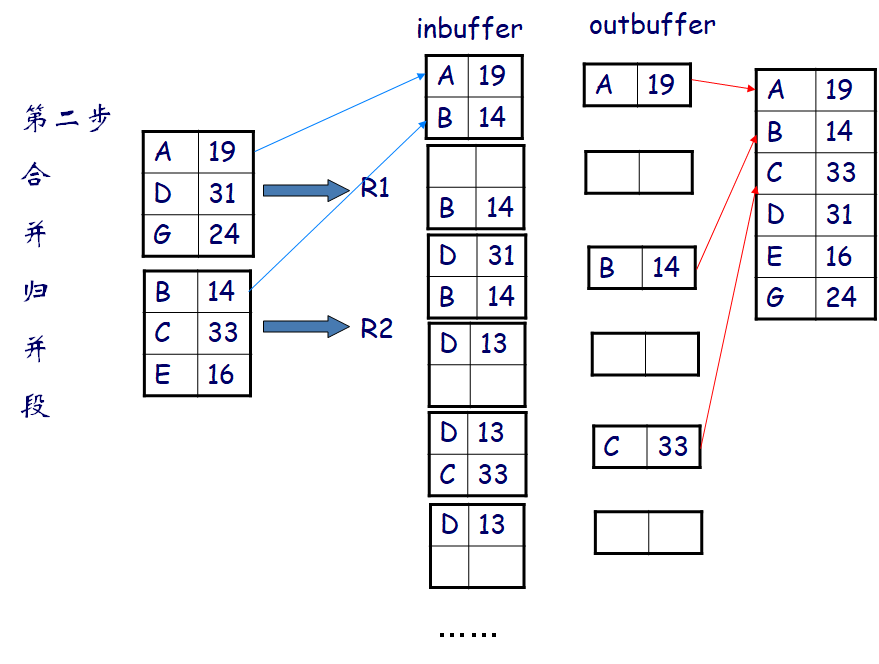 inbuffer
outbuffer
第二步
合
并
归
并
段
A 19
D 31
G 24
R1
B 14
C 33
E 16
R2
A 19
B 14
B 14
D 31
B 14
D 13
D 13
C 33
D 13
……
A 19
B 14
C 33
A 19
B 14
C 33
D 31
E 16
G 24